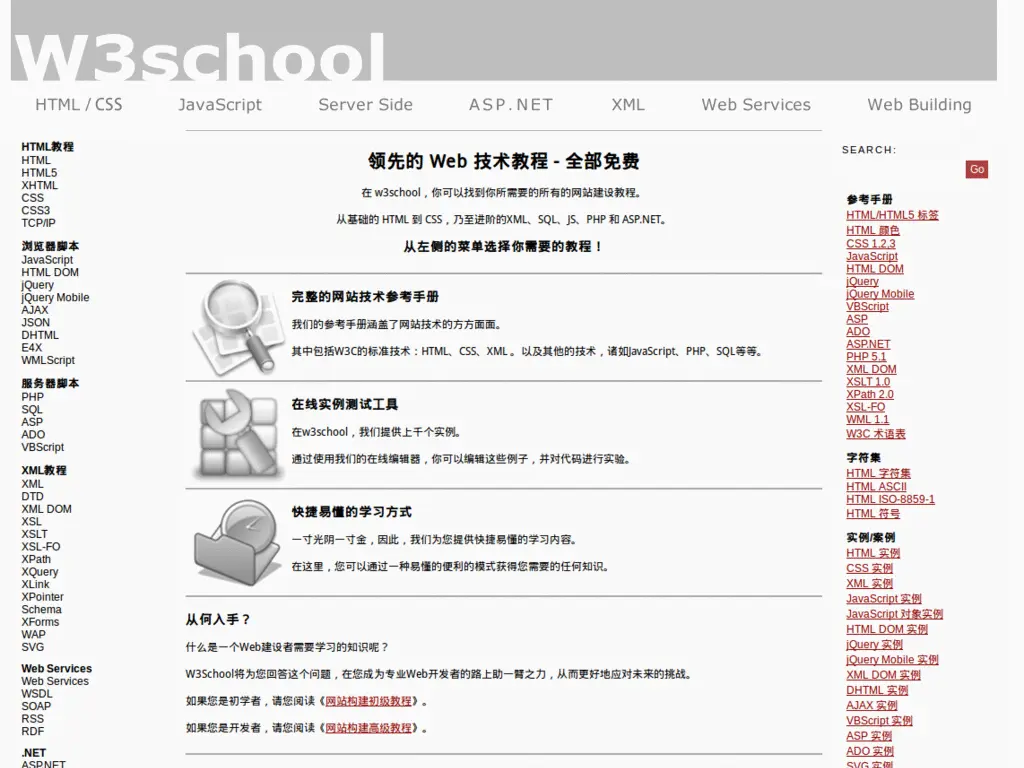 W3school
HTML / CSS
JavaScript
Server Side
ASP.NET
XML
Web Services
Web Building
HTML教程
HTML
HTML5
XHTML
CSS
CSS3
TCP/IP
浏览器脚本
JavaScript
HTML DOM
jQuery
jQuery Mobile
AJAX
JSON
DHTML
E4X
WMLScript
服务器脚本
PHP
SQL
ASP
ADO
VBScript
XML教程
XML
DTD
XML DOM
XSL
XSLT
XSL-FO
XPath
XQuery
XLink
XPointer
Schema
XForms
WAP
SVG
Web Services
Web Services
WSDL
SOAP
RSS
RDF
.NET
ASP.NET
领先的 Web 技术教程 - 全部免费
在 w3school，你可以找到你所需要的所有的网站建设教程。
从基础的 HTML 到 CSS，乃至进阶的XML、SQL、JS、PHP 和 ASP.NET。
从左侧的菜单选择你需要的教程！
完整的网站技术参考手册
我们的参考手册涵盖了网站技术的方方面面。
其中包括W3C的标准技术：HTML、CSS、XML 。以及其他的技术，诸如JavaScript、PHP、SQL等等。
在线实例测试工具
在w3school，我们提供上千个实例。
通过使用我们的在线编辑器，你可以编辑这些例子，并对代码进行实验。
快捷易懂的学习方式
一寸光阴一寸金，因此，我们为您提供快捷易懂的学习内容。
在这里，您可以通过一种易懂的便利的模式获得您需要的任何知识。
从何入手？
什么是一个Web建设者需要学习的知识呢？
W3School将为您回答这个问题，在您成为专业Web开发者的路上助一臂之力，从而更好地应对未来的挑战。
如果您是初学者，请您阅读《网站构建初级教程》。
如果您是开发者，请您阅读《网站构建高级教程》。
SEARCH:
Go
参考手册
HTML/HTML5 标签
HTML 颜色
CSS 1,2,3
JavaScript
HTML DOM
jQuery
jQuery Mobile
VBScript
ASP
ADO
ASP.NET
PHP 5.1
XML DOM
XSLT 1.0
XPath 2.0
XSL-FO
WML 1.1
W3C 术语表
字符集
HTML 字符集
HTML ASCII
HTML ISO-8859-1
HTML 符号
实例/案例
HTML 实例
CSS 实例
XML 实例
JavaScript 实例
JavaScript 对象实例
HTML DOM 实例
jQuery 实例
jQuery Mobile 实例
XML DOM 实例
DHTML 实例
AJAX 实例
VBScript 实例
ASP 实例
ADO 实例
SVG 实例